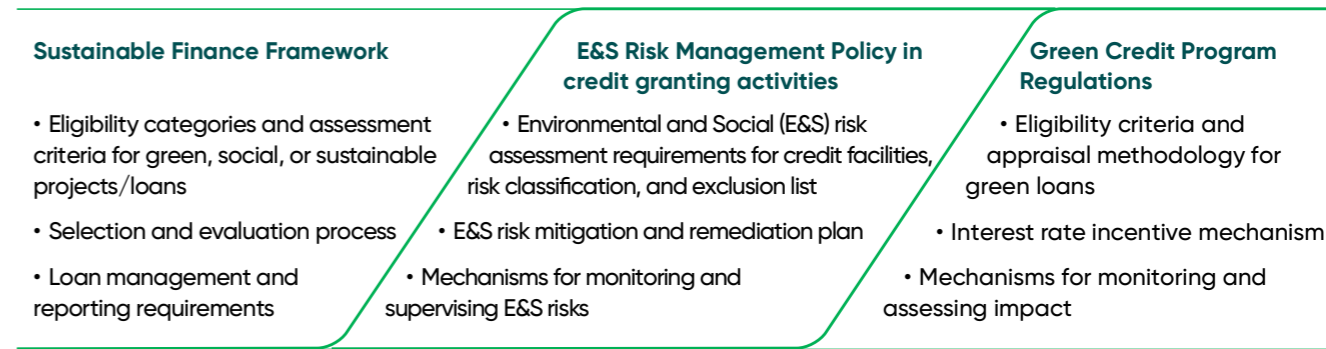 Sustainable Finance Framework
• Eligibility categories and assessment
criteria for green, social, or sustainable
projects/loans
• Selection and evaluation process
• Loan management and
reporting requirements
E&S Risk Management Policy in
credit granting activities
• Environmental and Social (E&S) risk
assessment requirements for credit facilities,
risk classification, and exclusion list
• E&S risk mitigation and remediation plan
• Mechanisms for monitoring and
supervising E&S risks
Green Credit Program
Regulations
• Eligibility criteria and
appraisal methodology for
green loans
• Interest rate incentive mechanism
• Mechanisms for monitoring and
assessing impact